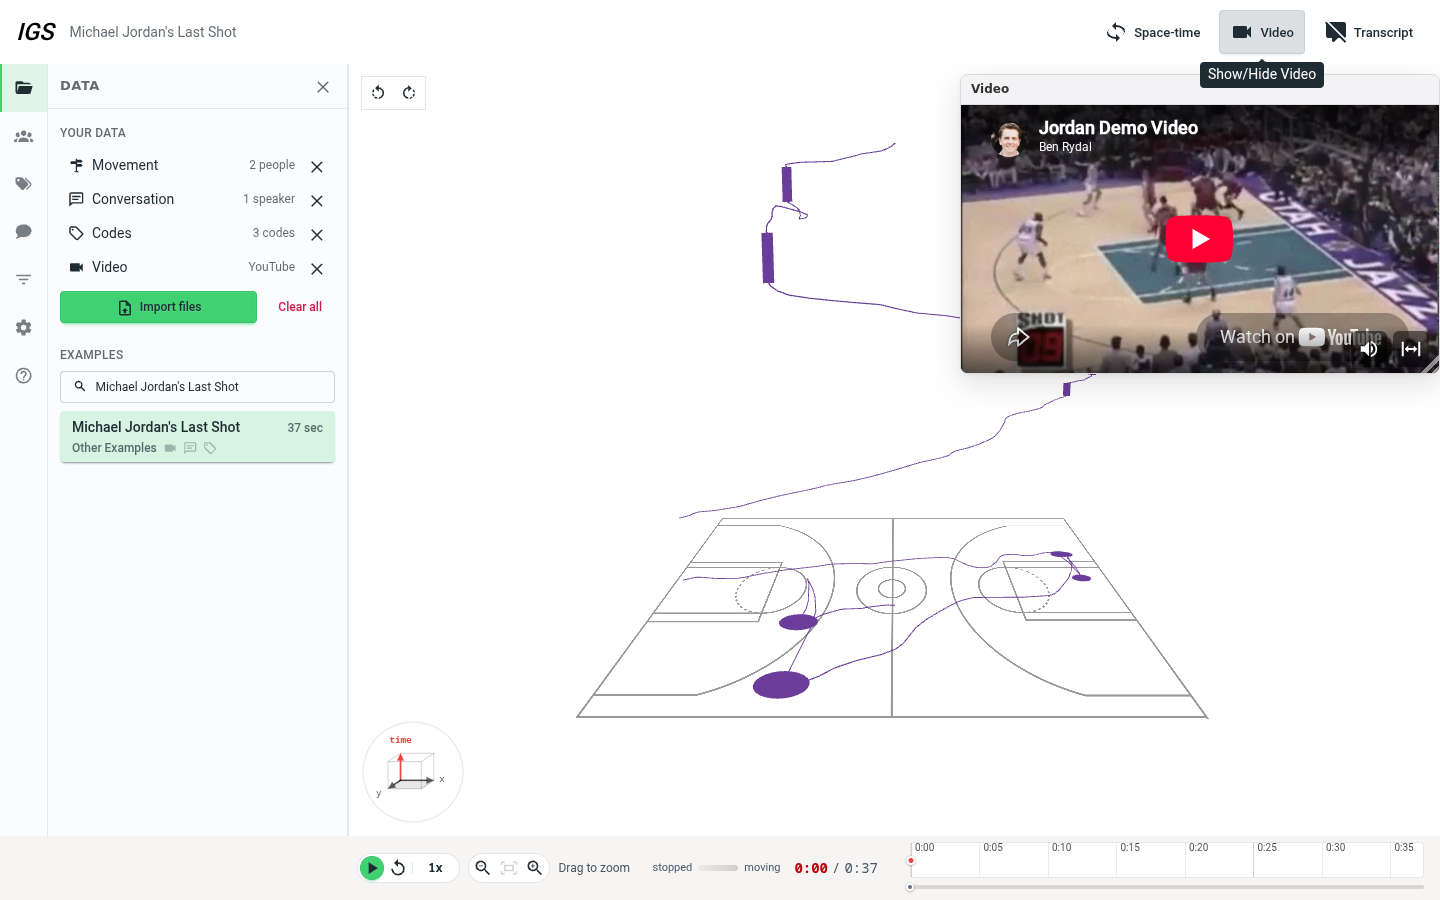 IGS
Michael Jordan's Last Shot
Space-time
Video
Transcript
Show/Hide Video
DATA
YOUR DATA
Movement 2 people
Conversation 1 speaker
Codes 3 codes
Video YouTube
Import files
Clear all
EXAMPLES
Michael Jordan's Last Shot
Michael Jordan's Last Shot 37 sec
Other Examples
Video
Jordan Demo Video
Ben Rydal
SHOT
Watch on YouTube
time
x
y
1x
Drag to zoom
stopped
moving
0:00 / 0:37
0:00 0:05 0:10 0:15 0:20 0:25 0:30 0:35